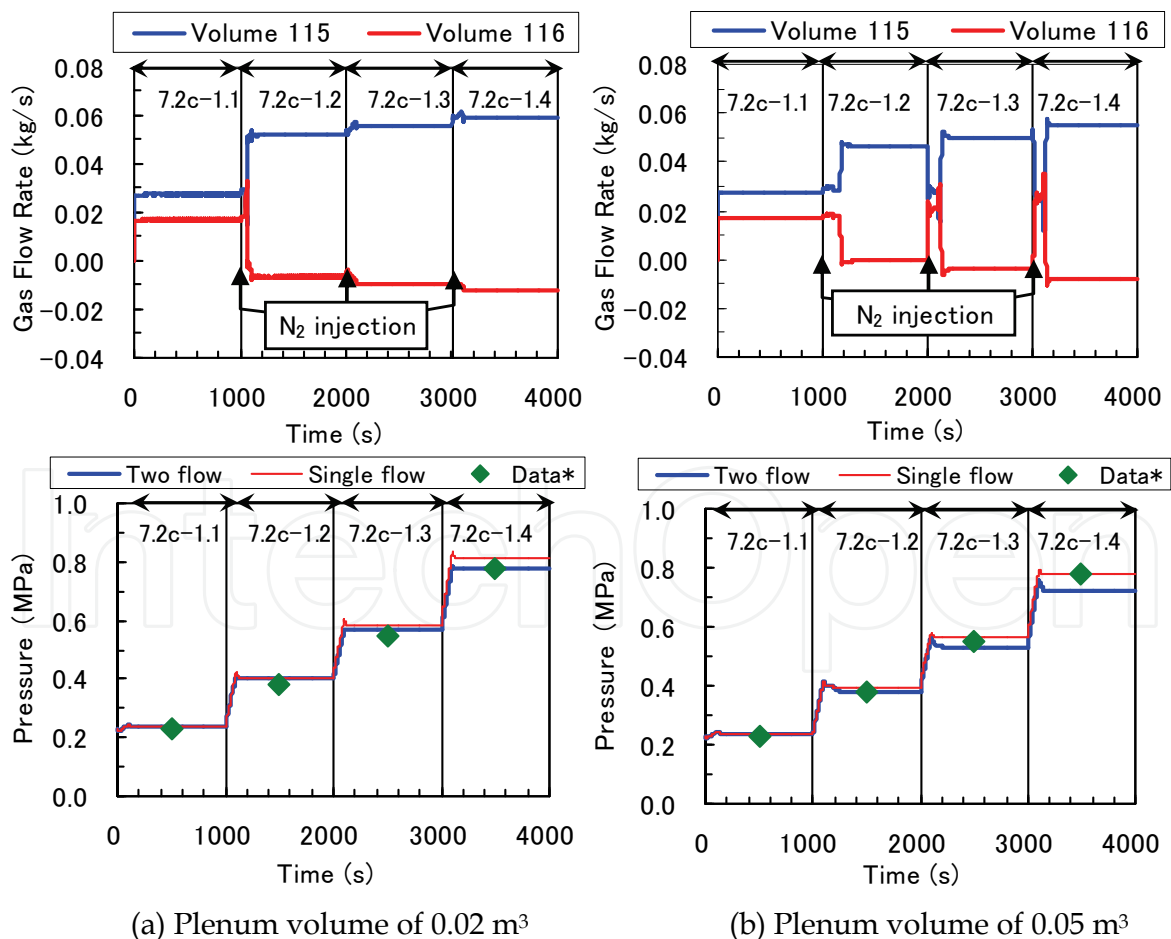 Volume 115 Volume 116
0.08
0.06
0.04
0.02
0.00
−0.02
−0.04
Gas Flow Rate (kg/s)
7.2c−1.1 7.2c−1.2 7.2c−1.3 7.2c−1.4
N₂ injection
0 1000 2000 3000 4000
Time (s)
Volume 115 Volume 116
0.08
0.06
0.04
0.02
0.00
−0.02
−0.04
Gas Flow Rate (kg/s)
7.2c−1.1 7.2c−1.2 7.2c−1.3 7.2c−1.4
N₂ injection
0 1000 2000 3000 4000
Time (s)
Two flow Single flow Data*
1.0
0.8
0.6
0.4
0.2
0.0
Pressure (MPa)
7.2c−1.1 7.2c−1.2 7.2c−1.3 7.2c−1.4
0 1000 2000 3000 4000
Time (s)
Two flow Single flow Data*
1.0
0.8
0.6
0.4
0.2
0.0
Pressure (MPa)
7.2c−1.1 7.2c−1.2 7.2c−1.3 7.2c−1.4
0 1000 2000 3000 4000
Time (s)
IntechOpen
(a) Plenum volume of 0.02 m³
(b) Plenum volume of 0.05 m³